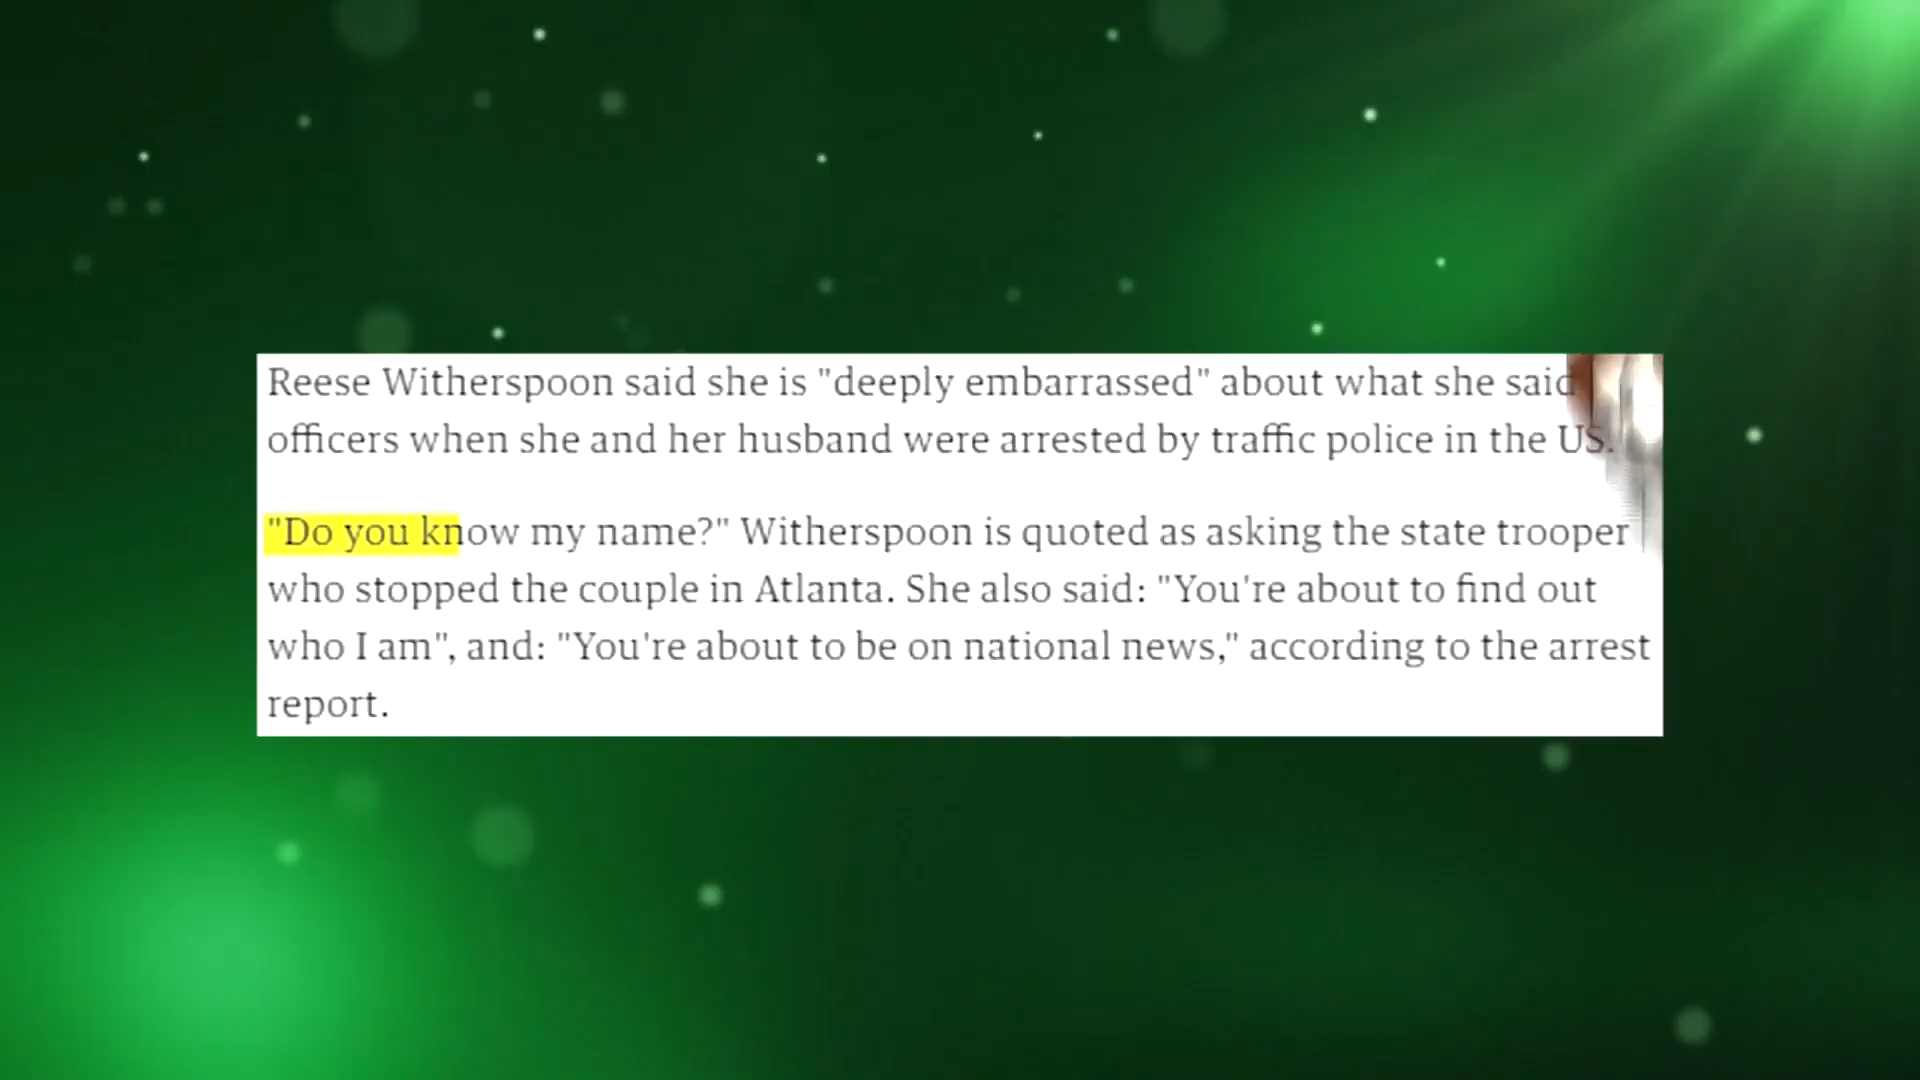 Reese Witherspoon said she is "deeply embarrassed" about what she said
officers when she and her husband were arrested by traffic police in the US.
"Do you know my name?" Witherspoon is quoted as asking the state trooper
who stopped the couple in Atlanta. She also said: "You're about to find out
who I am", and: "You're about to be on national news," according to the arrest
report.